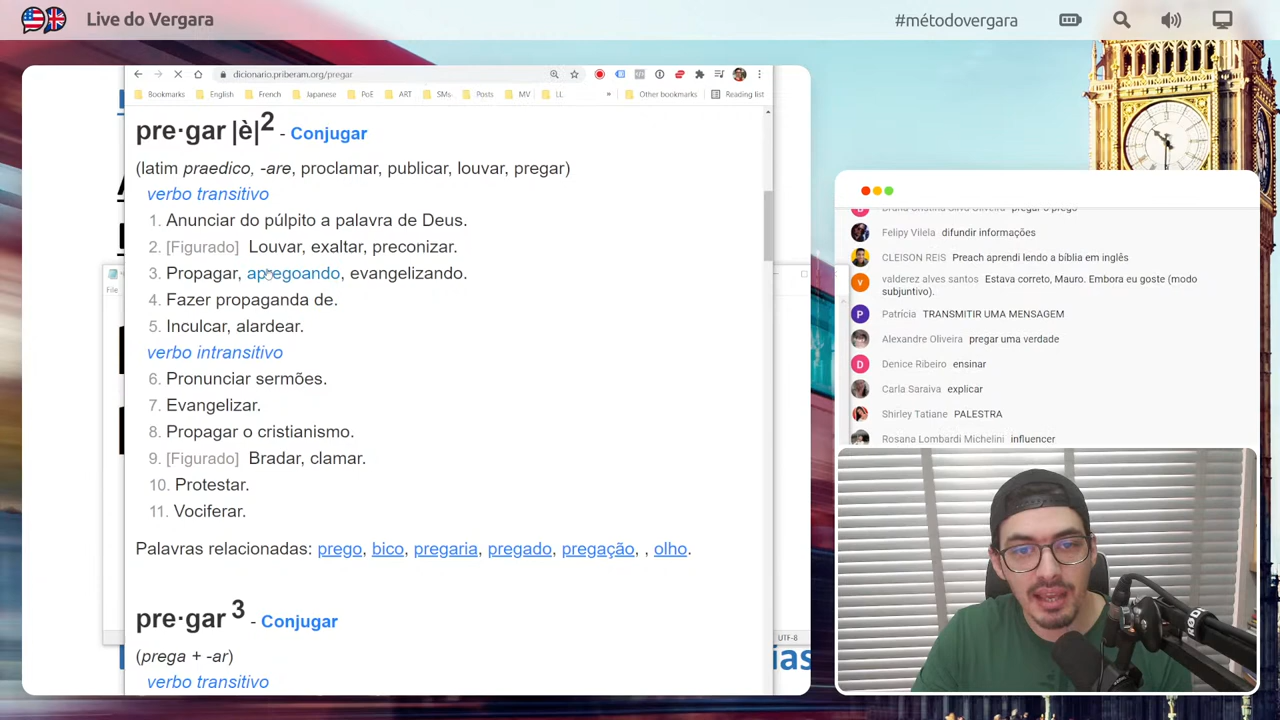 Live do Vergara
#métodovergara
dicionario.priberam.org/pregar
Bookmarks English French Japanese PoE ART SMs Posts MV LL » Other bookmarks Reading list
pre·gar |è|2 - Conjugar
(latim praedico, -are, proclamar, publicar, louvar, pregar)
verbo transitivo
1. Anunciar do púlpito a palavra de Deus.
2. [Figurado] Louvar, exaltar, preconizar.
3. Propagar, apregoando, evangelizando.
4. Fazer propaganda de.
5. Inculcar, alardear.
verbo intransitivo
6. Pronunciar sermões.
7. Evangelizar.
8. Propagar o cristianismo.
9. [Figurado] Bradar, clamar.
10. Protestar.
11. Vociferar.
Palavras relacionadas: prego, bico, pregaria, pregado, pregação, , olho.
pre·gar 3 - Conjugar
(prega + -ar)
verbo transitivo
File
UTF-8
ias
Felipy Vilela difundir informações
CLEISON REIS Preach aprendi lendo a bíblia em inglês
valderez alves santos Estava correto, Mauro. Embora eu goste (modo
subjuntivo).
Patrícia TRANSMITIR UMA MENSAGEM
Alexandre Oliveira pregar uma verdade
Denice Ribeiro ensinar
Carla Saraiva explicar
Shirley Tatiane PALESTRA
Rosana Lombardi Michelini influencer
RØDE